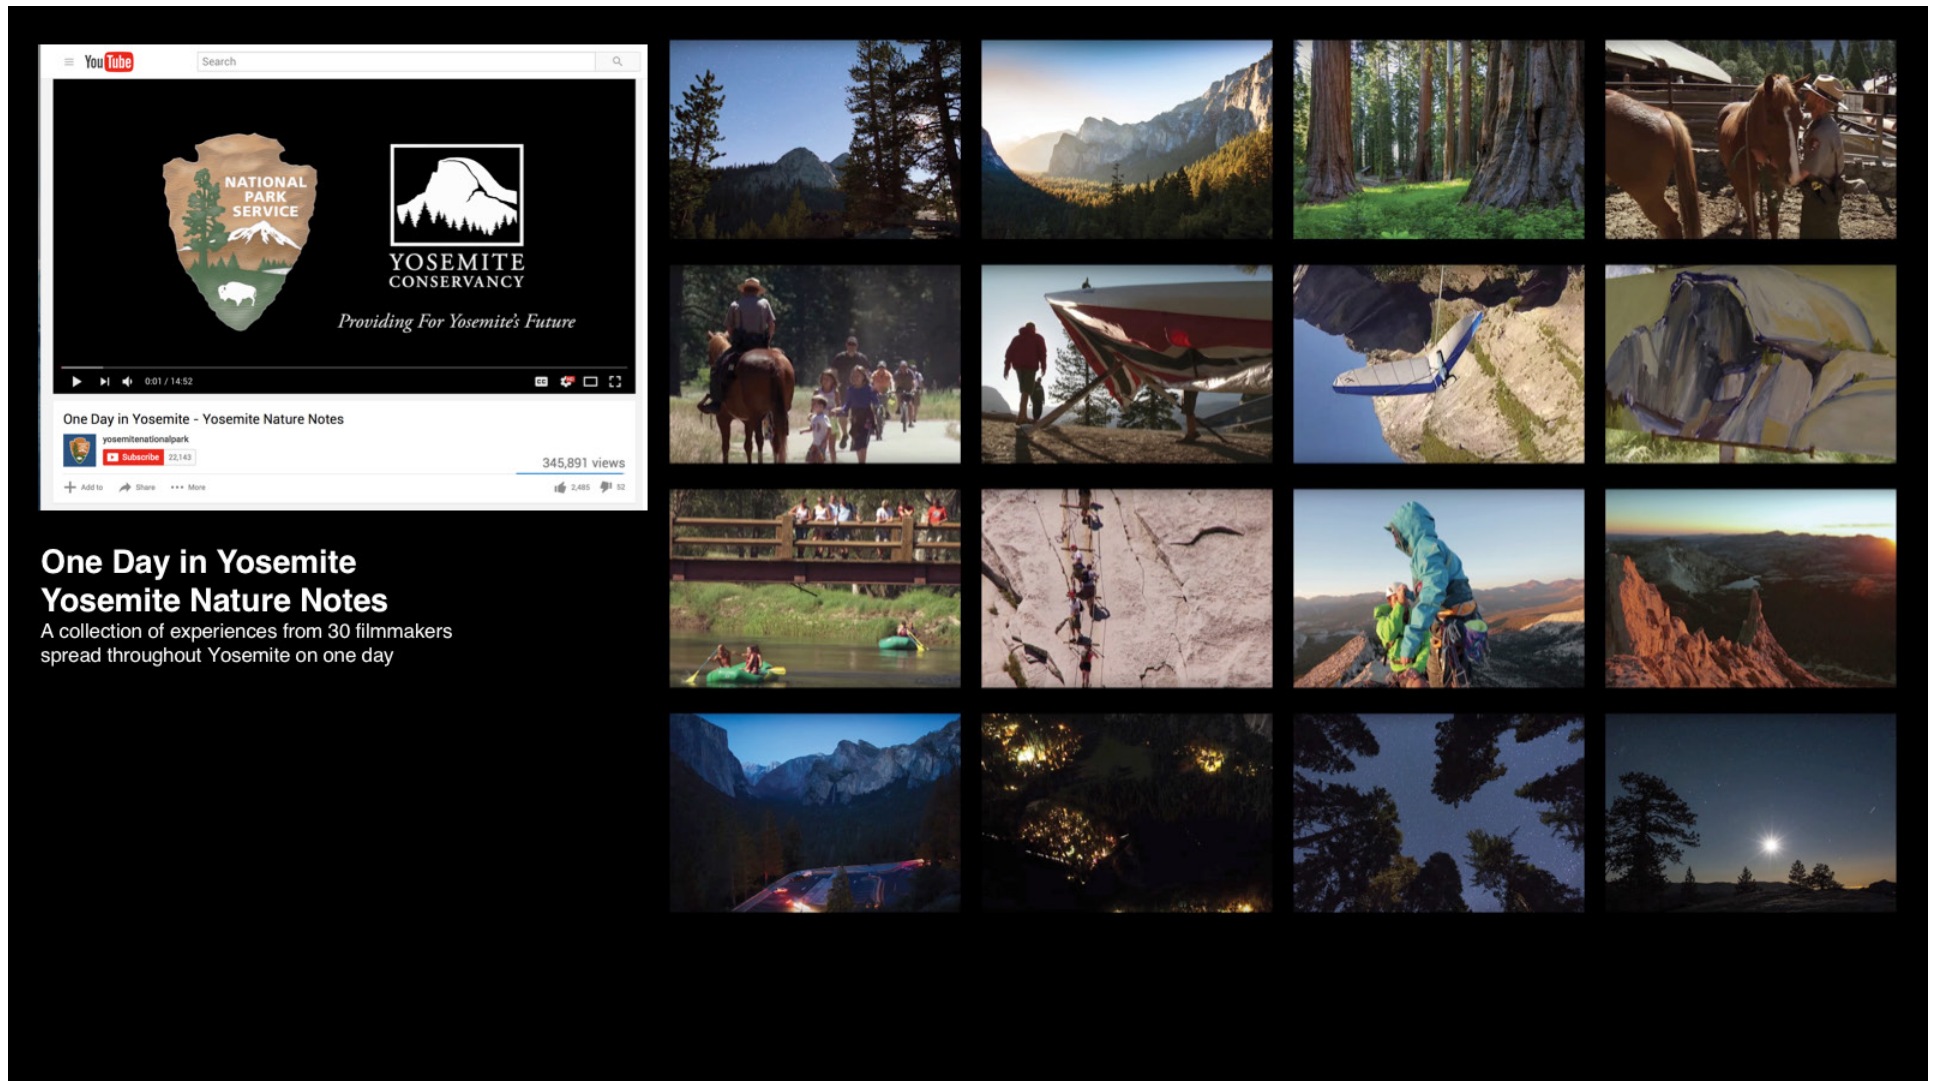 YouTube
Search
NATIONAL
PARK
SERVICE
YOSEMITE
CONSERVANCY
Providing For Yosemite's Future
0:01 / 14:52
CC
One Day in Yosemite - Yosemite Nature Notes
yosemitenationalpark
Subscribe 22,143
345,891 views
Add to Share More
2,485 52
One Day in Yosemite
Yosemite Nature Notes
A collection of experiences from 30 filmmakers
spread throughout Yosemite on one day